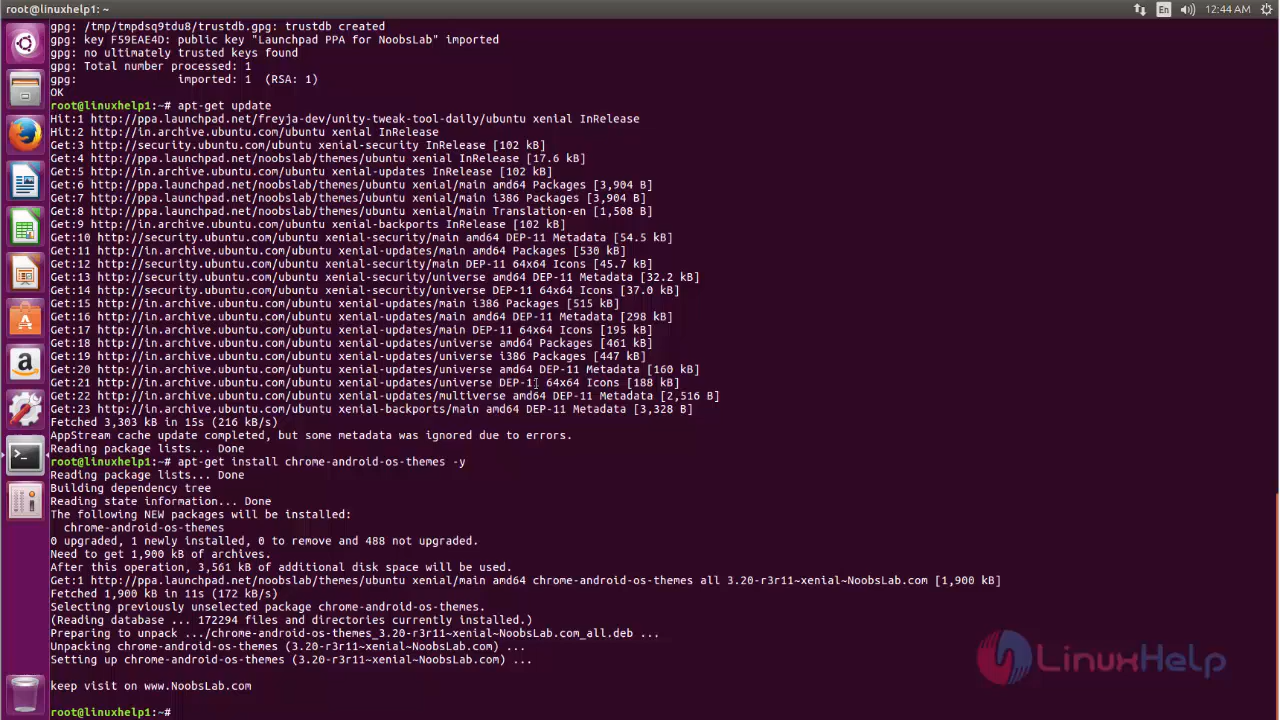 root@linuxhelp1: ~
En
12:44 AM
gpg: /tmp/tmpdsq9tdu8/trustdb.gpg: trustdb created
gpg: key F59EAE4D: public key "Launchpad PPA for NoobsLab" imported
gpg: no ultimately trusted keys found
gpg: Total number processed: 1
gpg:               imported: 1  (RSA: 1)
OK
root@linuxhelp1:~# apt-get update
Hit:1 http://ppa.launchpad.net/freyja-dev/unity-tweak-tool-daily/ubuntu xenial InRelease
Hit:2 http://in.archive.ubuntu.com/ubuntu xenial InRelease
Get:3 http://security.ubuntu.com/ubuntu xenial-security InRelease [102 kB]
Get:4 http://ppa.launchpad.net/noobslab/themes/ubuntu xenial InRelease [17.6 kB]
Get:5 http://in.archive.ubuntu.com/ubuntu xenial-updates InRelease [102 kB]
Get:6 http://ppa.launchpad.net/noobslab/themes/ubuntu xenial/main amd64 Packages [3,904 B]
Get:7 http://ppa.launchpad.net/noobslab/themes/ubuntu xenial/main i386 Packages [3,904 B]
Get:8 http://ppa.launchpad.net/noobslab/themes/ubuntu xenial/main Translation-en [1,508 B]
Get:9 http://in.archive.ubuntu.com/ubuntu xenial-backports InRelease [102 kB]
Get:10 http://security.ubuntu.com/ubuntu xenial-security/main amd64 DEP-11 Metadata [54.5 kB]
Get:11 http://in.archive.ubuntu.com/ubuntu xenial-updates/main amd64 Packages [530 kB]
Get:12 http://security.ubuntu.com/ubuntu xenial-security/main DEP-11 64x64 Icons [45.7 kB]
Get:13 http://security.ubuntu.com/ubuntu xenial-security/universe amd64 DEP-11 Metadata [32.2 kB]
Get:14 http://security.ubuntu.com/ubuntu xenial-security/universe DEP-11 64x64 Icons [37.0 kB]
Get:15 http://in.archive.ubuntu.com/ubuntu xenial-updates/main i386 Packages [515 kB]
Get:16 http://in.archive.ubuntu.com/ubuntu xenial-updates/main amd64 DEP-11 Metadata [298 kB]
Get:17 http://in.archive.ubuntu.com/ubuntu xenial-updates/main DEP-11 64x64 Icons [195 kB]
Get:18 http://in.archive.ubuntu.com/ubuntu xenial-updates/universe amd64 Packages [461 kB]
Get:19 http://in.archive.ubuntu.com/ubuntu xenial-updates/universe i386 Packages [447 kB]
Get:20 http://in.archive.ubuntu.com/ubuntu xenial-updates/universe amd64 DEP-11 Metadata [160 kB]
Get:21 http://in.archive.ubuntu.com/ubuntu xenial-updates/universe DEP-11 64x64 Icons [188 kB]
Get:22 http://in.archive.ubuntu.com/ubuntu xenial-updates/multiverse amd64 DEP-11 Metadata [2,516 B]
Get:23 http://in.archive.ubuntu.com/ubuntu xenial-backports/main amd64 DEP-11 Metadata [3,328 B]
Fetched 3,303 kB in 15s (216 kB/s)
AppStream cache update completed, but some metadata was ignored due to errors.
Reading package lists... Done
root@linuxhelp1:~# apt-get install chrome-android-os-themes -y
Reading package lists... Done
Building dependency tree
Reading state information... Done
The following NEW packages will be installed:
  chrome-android-os-themes
0 upgraded, 1 newly installed, 0 to remove and 488 not upgraded.
Need to get 1,900 kB of archives.
After this operation, 3,561 kB of additional disk space will be used.
Get:1 http://ppa.launchpad.net/noobslab/themes/ubuntu xenial/main amd64 chrome-android-os-themes all 3.20-r3r11~xenial~NoobsLab.com [1,900 kB]
Fetched 1,900 kB in 11s (172 kB/s)
Selecting previously unselected package chrome-android-os-themes.
(Reading database ... 172294 files and directories currently installed.)
Preparing to unpack .../chrome-android-os-themes_3.20-r3r11~xenial~NoobsLab.com_all.deb ...
Unpacking chrome-android-os-themes (3.20-r3r11~xenial~NoobsLab.com) ...
Setting up chrome-android-os-themes (3.20-r3r11~xenial~NoobsLab.com) ...
keep visit on www.NoobsLab.com
root@linuxhelp1:~#
LinuxHelp